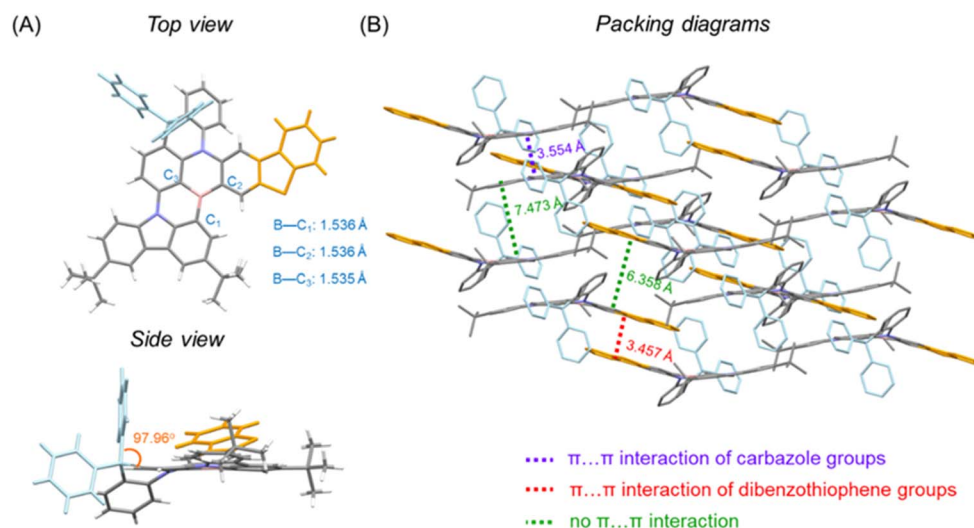 (A)
Top view
C₃
C₂
C₁
B—C₁: 1.536 Å
B—C₂: 1.536 Å
B—C₃: 1.535 Å
Side view
97.96°
(B)
Packing diagrams
3.554 Å
7.473 Å
6.358 Å
3.457 Å
π...π interaction of carbazole groups
π...π interaction of dibenzothiophene groups
no π...π interaction